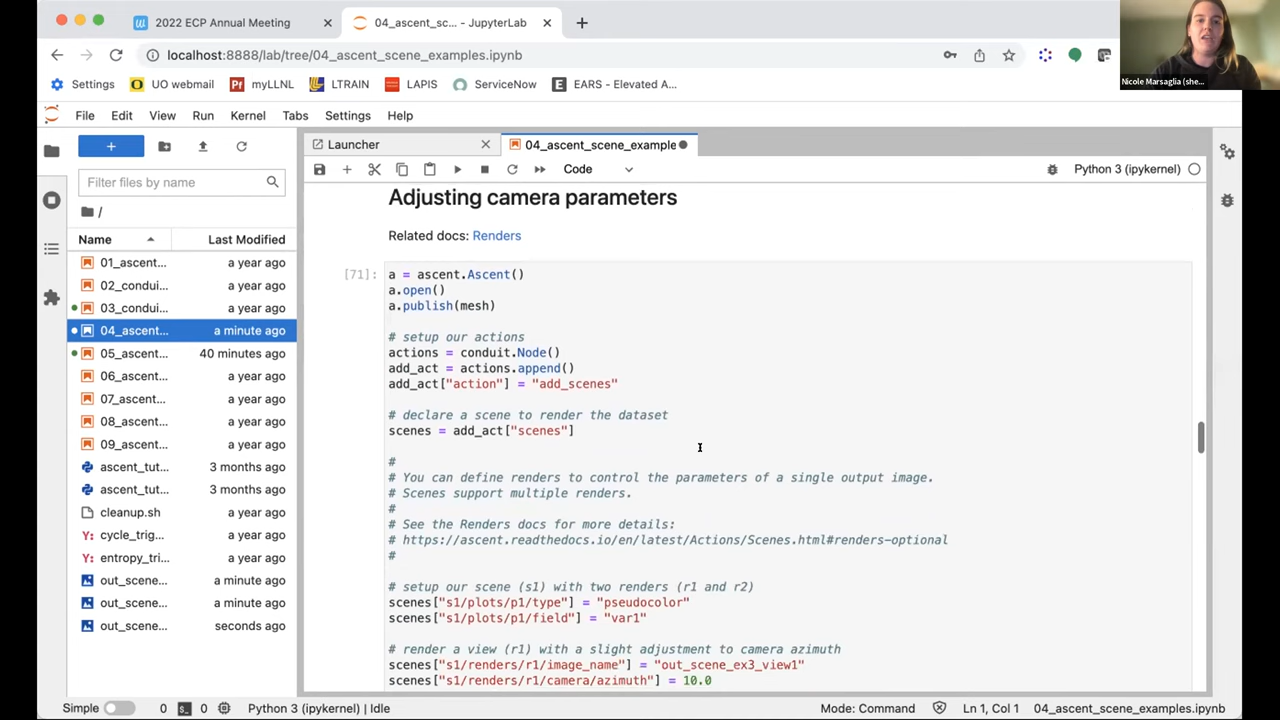 2022 ECP Annual Meeting
04_ascent_sc... - JupyterLab
localhost:8888/lab/tree/04_ascent_scene_examples.ipynb
Settings
UO webmail
myLLNL
LTRAIN
LAPIS
ServiceNow
EARS - Elevated A...
Nicole Marsaglia (she...
File Edit View Run Kernel Tabs Settings Help
Launcher
04_ascent_scene_example
Filter files by name
Code
Python 3 (ipykernel)
/
Name Last Modified
01_ascent... a year ago
02_condui... a year ago
03_condui... a year ago
04_ascent... a minute ago
05_ascent 40 minutes ago
06_ascent... a year ago
07_ascent... a year ago
08_ascent... a year ago
09_ascent... a year ago
ascent_tut... 3 months ago
ascent_tut... 3 months ago
cleanup.sh a year ago
cycle_trig... a year ago
entropy_tri... a year ago
out_scene... a minute ago
out_scene... a minute ago
out_scene... seconds ago
Adjusting camera parameters
Related docs: Renders
[71]:
a = ascent.Ascent()
a.open()
a.publish(mesh)
# setup our actions
actions = conduit.Node()
add_act = actions.append()
add_act["action"] = "add_scenes"
# declare a scene to render the dataset
scenes = add_act["scenes"]
#
# You can define renders to control the parameters of a single output image.
# Scenes support multiple renders.
#
# See the Renders docs for more details:
# https://ascent.readthedocs.io/en/latest/Actions/Scenes.html#renders-optional
#
# setup our scene (s1) with two renders (r1 and r2)
scenes["s1/plots/p1/type"] = "pseudocolor"
scenes["s1/plots/p1/field"] = "var1"
# render a view (r1) with a slight adjustment to camera azimuth
scenes["s1/renders/r1/image_name"] = "out_scene_ex3_view1"
scenes["s1/renders/r1/camera/azimuth"] = 10.0
Simple 0 0 Python 3 (ipykernel) | Idle
Mode: Command Ln 1, Col 1 04_ascent_scene_examples.ipynb